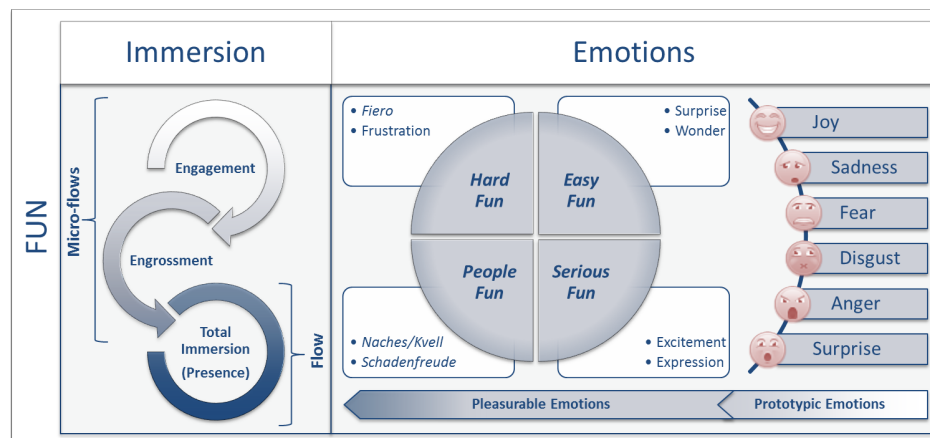 Immersion
Emotions
FUN
Micro-flows
Engagement
Engrossment
Total
Immersion
(Presence)
Flow
• Fiero
• Frustration
• Surprise
• Wonder
Hard
Fun
Easy
Fun
People
Fun
Serious
Fun
• Naches/Kvell
• Schadenfreude
• Excitement
• Expression
Joy
Sadness
Fear
Disgust
Anger
Surprise
Pleasurable Emotions
Prototypic Emotions